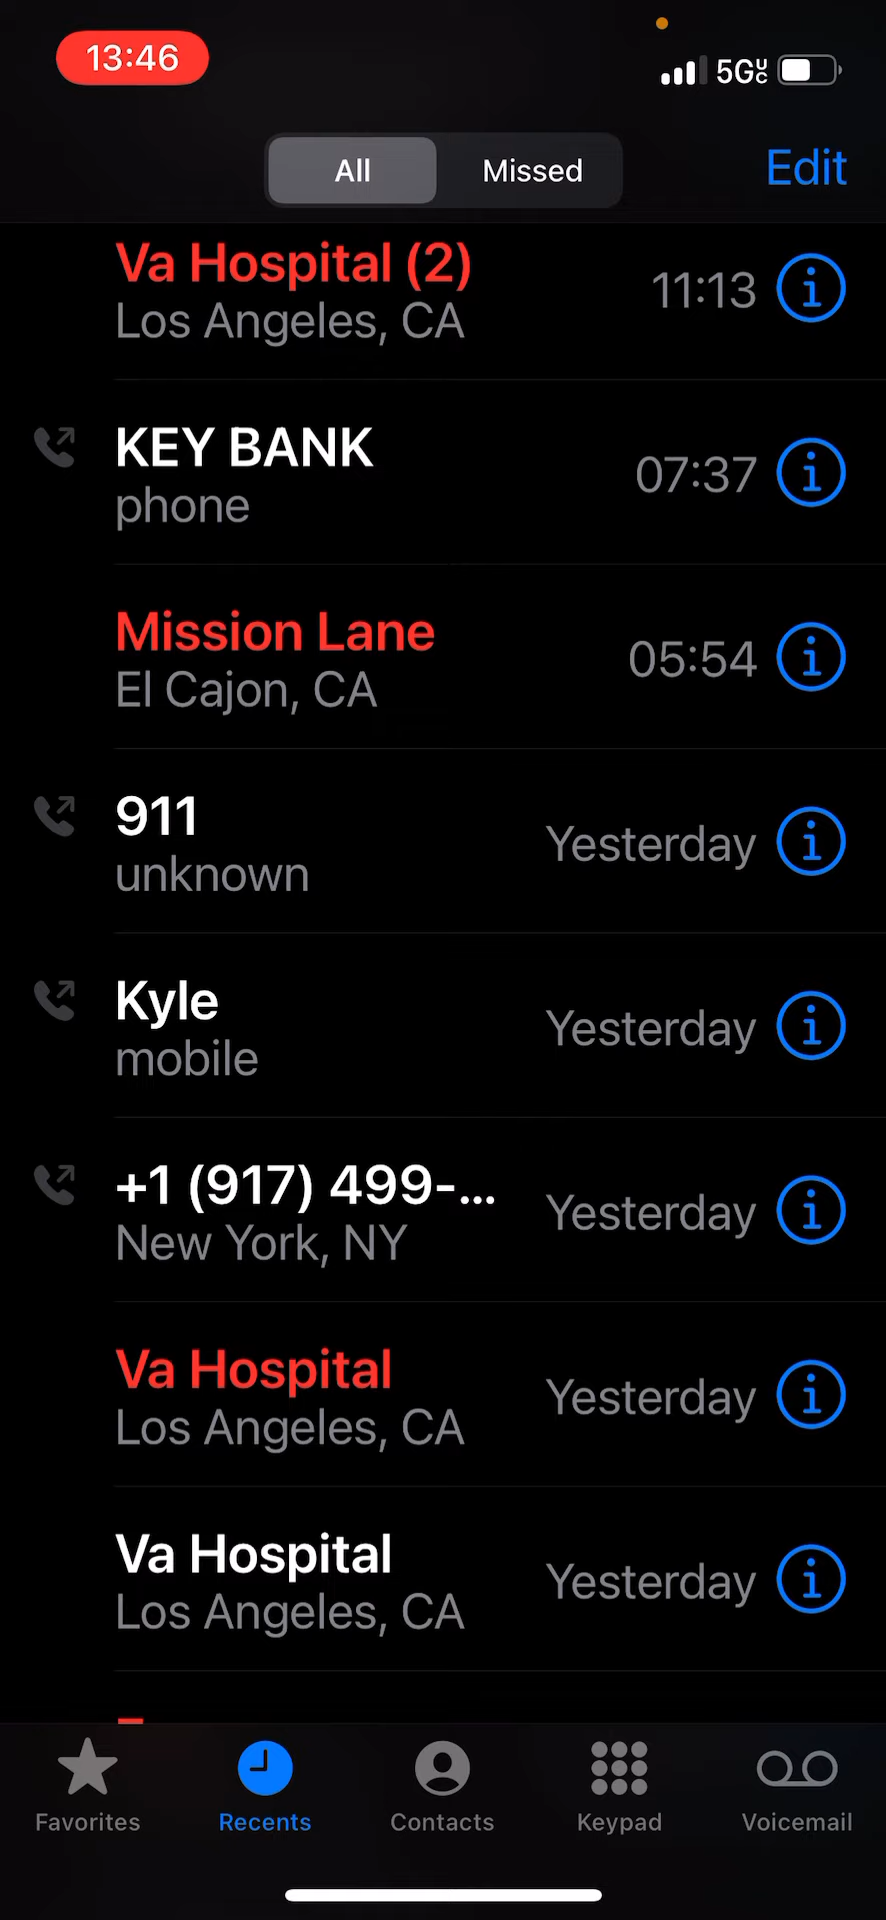 13:46
5GUC
All
Missed
Edit
Va Hospital (2)
Los Angeles, CA
11:13
KEY BANK
phone
07:37
Mission Lane
El Cajon, CA
05:54
911
unknown
Yesterday
Kyle
mobile
Yesterday
+1 (917) 499-...
New York, NY
Yesterday
Va Hospital
Los Angeles, CA
Yesterday
Va Hospital
Los Angeles, CA
Yesterday
Favorites
Recents
Contacts
Keypad
Voicemail